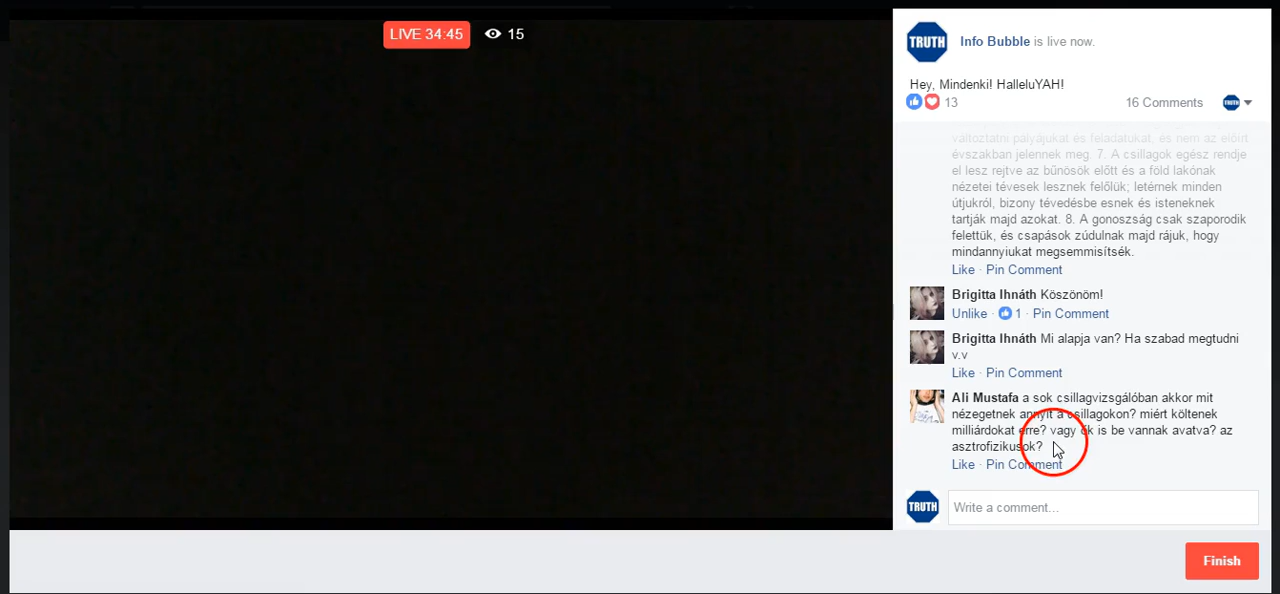 LIVE 34:45
15
TRUTH
Info Bubble is live now.
Hey, Mindenki! HalleluYAH!
13
16 Comments
TRUTH
változtatni pályájukat és feladatukat, és nem az előírt
évszakban jelennek meg. 7. A csillagok egész rendje
el lesz rejtve az bűnösök előtt és a föld lakónak
nézetei tévesek lesznek felőlük; letérnek minden
útjukról, bizony tévedésbe esnek és isteneknek
tartják majd azokat. 8. A gonoszság csak szaporodik
felettük, és csapások zúdulnak majd rájuk, hogy
mindannyiukat megsemmisítsék.
Like · Pin Comment
Brigitta Ihnáth Köszönöm!
Unlike · 1 · Pin Comment
Brigitta Ihnáth Mi alapja van? Ha szabad megtudni
v.v
Like · Pin Comment
Ali Mustafa a sok csillagvizsgálóban akkor mit
nézegetnek annyit a csillagokon? miért költenek
milliárdokat erre? vagy ők is be vannak avatva? az
asztrofizikusok?
Like · Pin Comment
TRUTH
Write a comment...
Finish